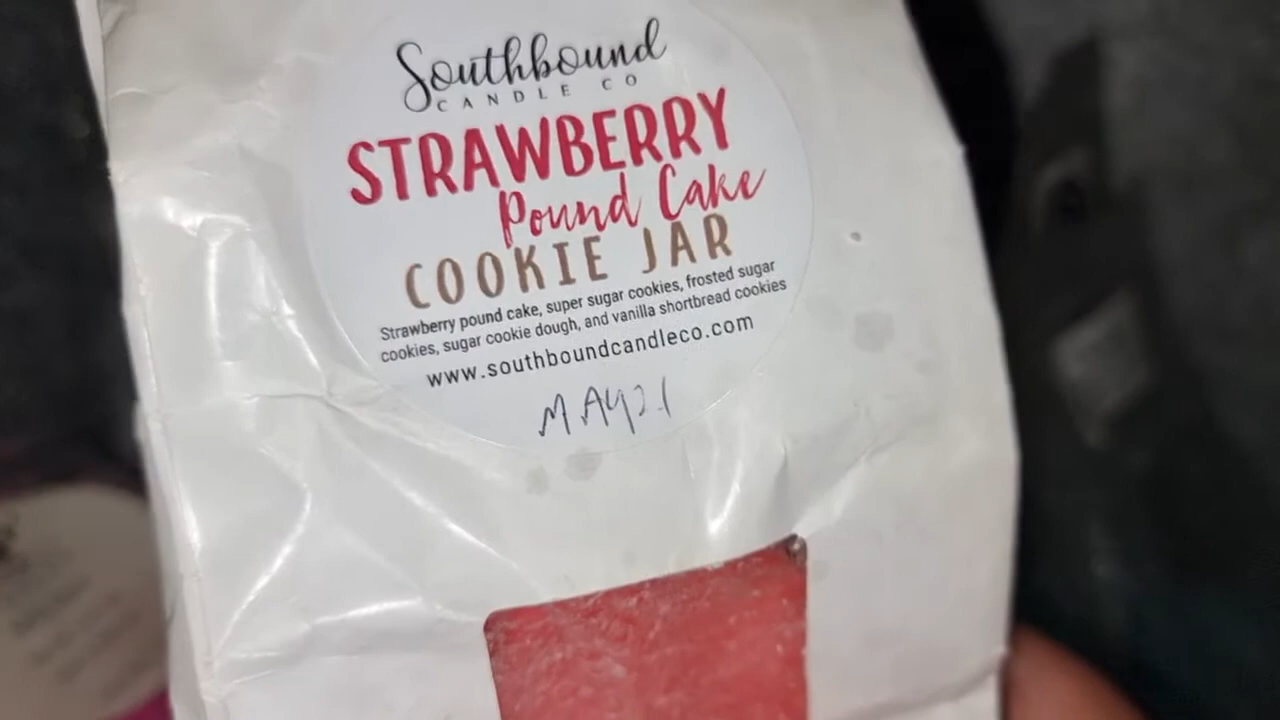 Southbound
CANDLE CO
STRAWBERRY
Pound Cake
COOKIE JAR
Strawberry pound cake, super sugar cookies, frosted sugar
cookies, sugar cookie dough, and vanilla shortbread cookies
www.southboundcandleco.com
MAY21